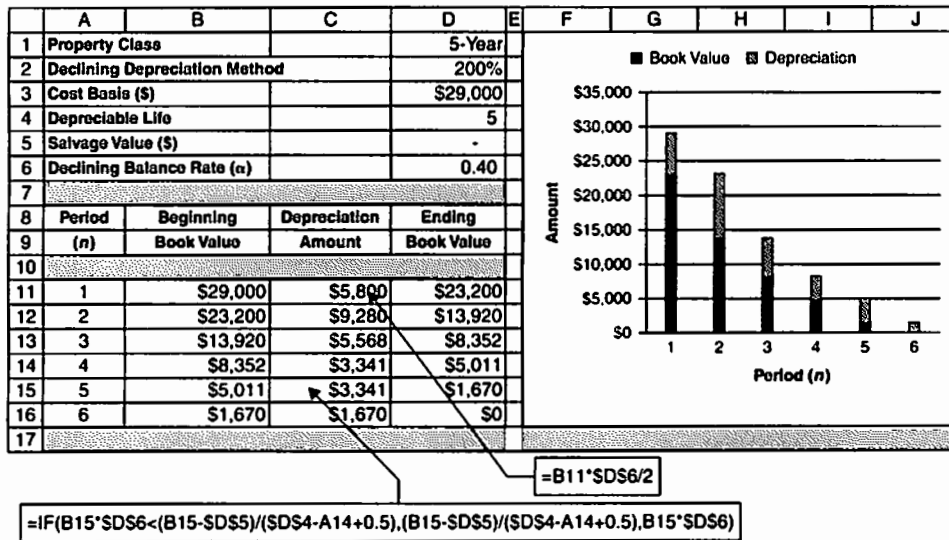 A B C D E F G H I J
1 Property Class 5-Year
2 Declining Depreciation Method 200%
3 Cost Basis ($) $29,000
4 Depreciable Life 5
5 Salvage Value ($) -
6 Declining Balance Rate (α) 0.40
7
8 Period Beginning Depreciation Ending
9 (n) Book Value Amount Book Value
10
11 1 $29,000 $5,800 $23,200
12 2 $23,200 $9,280 $13,920
13 3 $13,920 $5,568 $8,352
14 4 $8,352 $3,341 $5,011
15 5 $5,011 $3,341 $1,670
16 6 $1,670 $1,670 $0
17
Book Value Depreciation
$35,000
$30,000
$25,000
$20,000
$15,000
$10,000
$5,000
$0
Amount
1 2 3 4 5 6
Period (n)
=B11*$D$6/2
=IF(B15*$D$6<(B15-$D$5)/($D$4-A14+0.5),(B15-$D$5)/($D$4-A14+0.5),B15*$D$6)